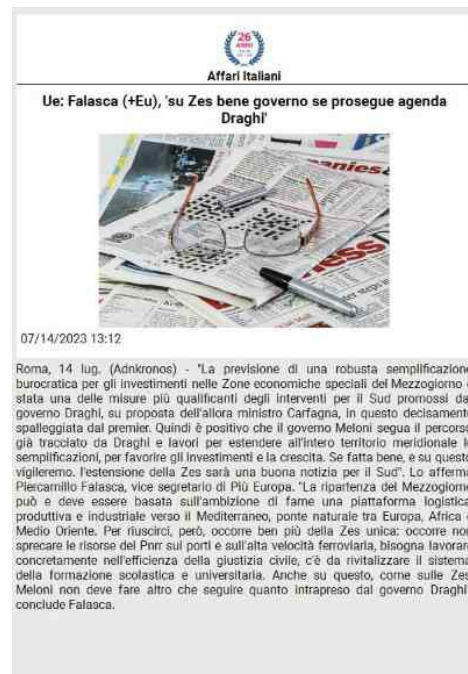 26
ANNI
Affari Italiani
Ue: Falasca (+Eu), 'su Zes bene governo se prosegue agenda
Draghi'
anies
ness
07/14/2023 13:12
Roma, 14 lug. (Adnkronos) - "La previsione di una robusta semplificazione
burocratica per gli investimenti nelle Zone economiche speciali del Mezzogiorno
stata una delle misure più qualificanti degli interventi per il Sud promossi dal
governo Draghi, su proposta dell'allora ministro Carfagna, in questo decisamente
spalleggiata dal premier. Quindi è positivo che il governo Meloni segua il percorso
già tracciato da Draghi e lavori per estendere all'intero territorio meridionale
semplificazioni, per favorire gli investimenti e la crescita. Se fatta bene, e su questo
vigileremo. l'estensione della Zes sarà una buona notizia per il Sud". Lo afferma
Piercamillo Falasca, vice segretario di Più Europa. "La ripartenza del Mezzogiorno
può e deve essere basata sull'ambizione di farne una piattaforma logistica
produttiva e industriale verso il Mediterraneo, ponte naturale tra Europa, Africa
Medio Oriente. Per riuscirci, però, occorre ben più della Zes unica: occorre non
sprecare le risorse del Pnrr sui porti e sull'alta velocità ferroviaria, bisogna lavorare
concretamente nell'efficienza della giustizia civile, c'è da rivitalizzare il sistema
della formazione scolastica e universitaria. Anche su questo, come sulle Zes
Meloni non deve fare altro che seguire quanto intrapreso dal governo Draghi"
conclude Falasca.